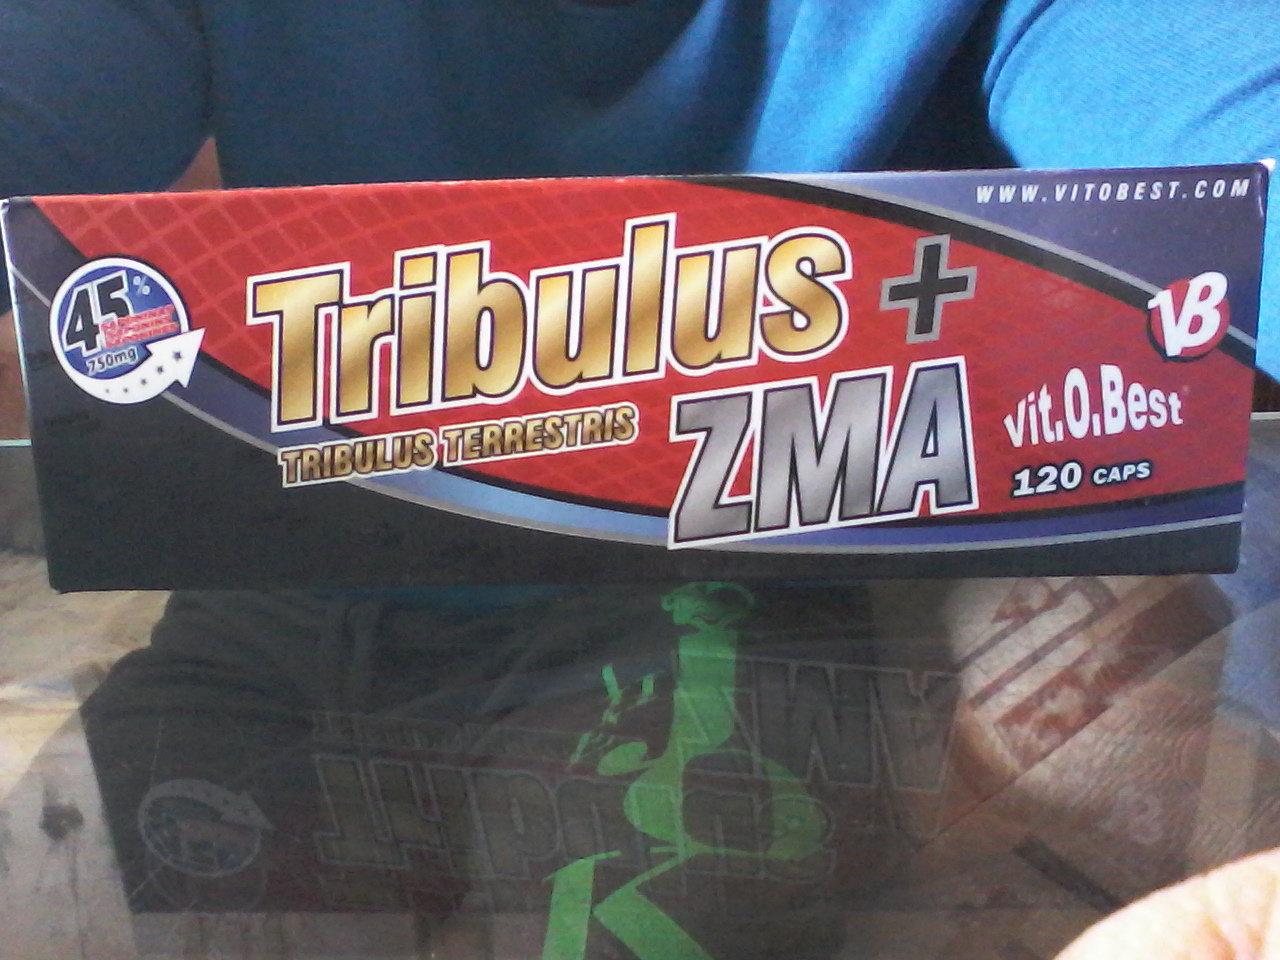 WWW.VITOBEST.COM
45%
750mg
Tribulus +
TRIBULUS TERRESTRIS
ZMA
VB
Vit.O.Best
120 CAPS